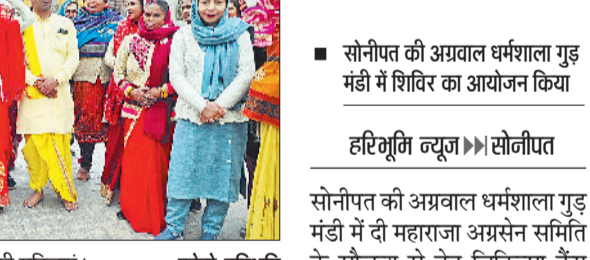 ■ सोनीपत की अग्रवाल धर्मशाला गुड़
मंडी में शिविर का आयोजन किया
हरिभूमि न्यूज▶▶|सोनीपत
सोनीपत की अग्रवाल धर्मशाला गुड़
मंडी में दी महाराजा अग्रसेन समिति